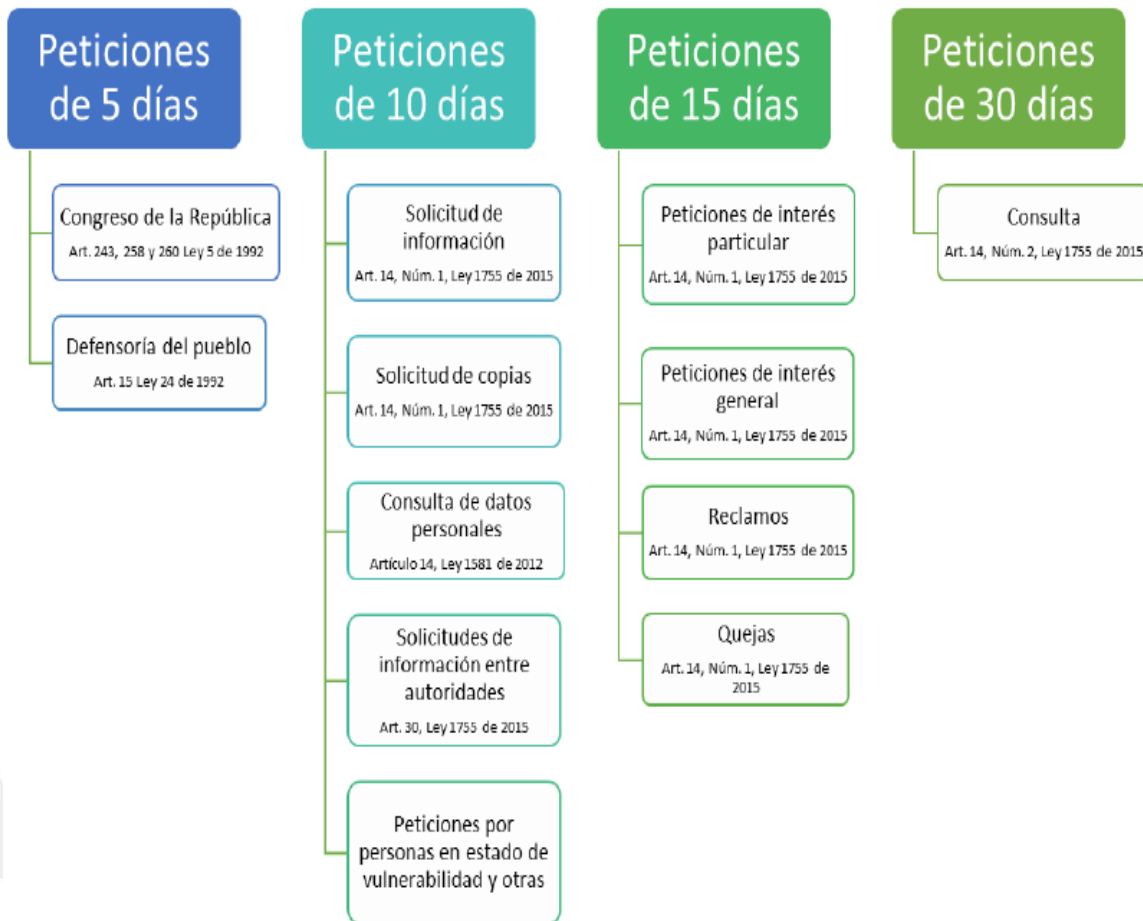 Peticiones
de 5 días
Congreso de la República
Art. 243, 258 y 260 Ley 5 de 1992
Defensoría del pueblo
Art. 15 Ley 24 de 1992
Peticiones
de 10 días
Solicitud de
información
Art. 14, Núm. 1, Ley 1755 de 2015
Solicitud de copias
Art. 14, Núm. 1, Ley 1755 de 2015
Consulta de datos
personales
Artículo 14, Ley 1581 de 2012
Solicitudes de
información entre
autoridades
Art. 30, Ley 1755 de 2015
Peticiones por
personas en estado de
vulnerabilidad y otras
Peticiones
de 15 días
Peticiones de interés
particular
Art. 14, Núm. 1, Ley 1755 de 2015
Peticiones de interés
general
Art. 14, Núm. 1, Ley 1755 de 2015
Reclamos
Art. 14, Núm. 1, Ley 1755 de 2015
Quejas
Art. 14, Núm. 1, Ley 1755 de
2015
Peticiones
de 30 días
Consulta
Art. 14, Núm. 2, Ley 1755 de 2015